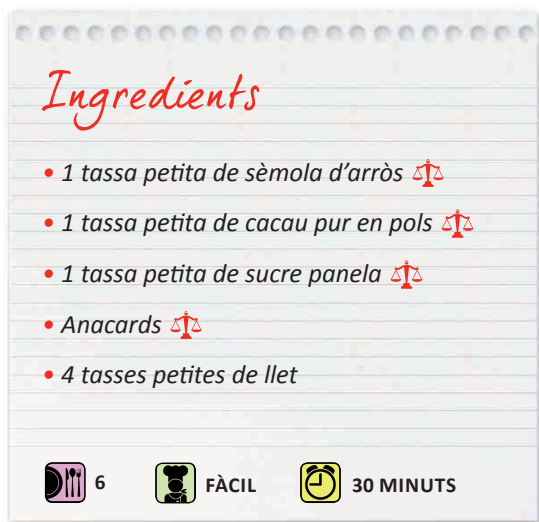 Ingredients
• 1 tassa petita de sèmola d'arròs
• 1 tassa petita de cacau pur en pols
• 1 tassa petita de sucre panela
• Anacards
• 4 tasses petites de llet
6 FÀCIL 30 MINUTS